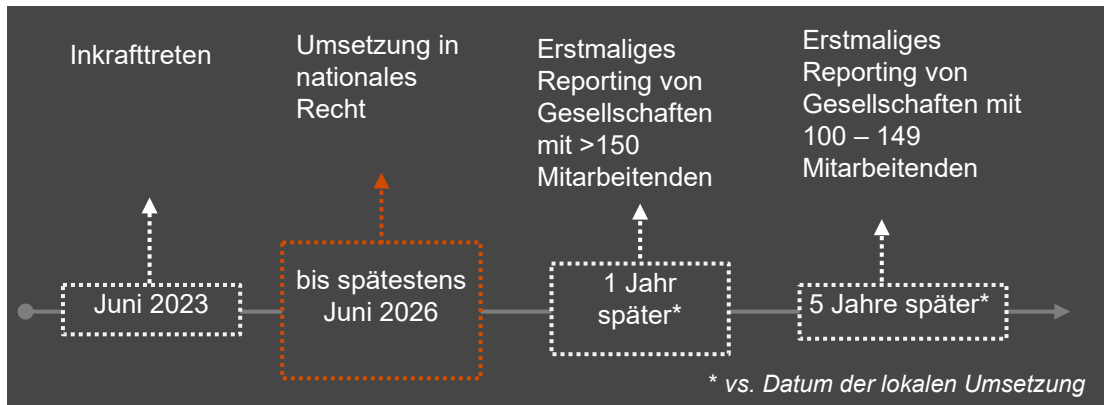 Inkrafttreten
Umsetzung in
nationales
Recht
Erstmaliges
Reporting von
Gesellschaften
mit >150
Mitarbeitenden
Erstmaliges
Reporting von
Gesellschaften mit
100 – 149
Mitarbeitenden
Juni 2023
bis spätestens
Juni 2026
1 Jahr
später*
5 Jahre später*
* vs. Datum der lokalen Umsetzung